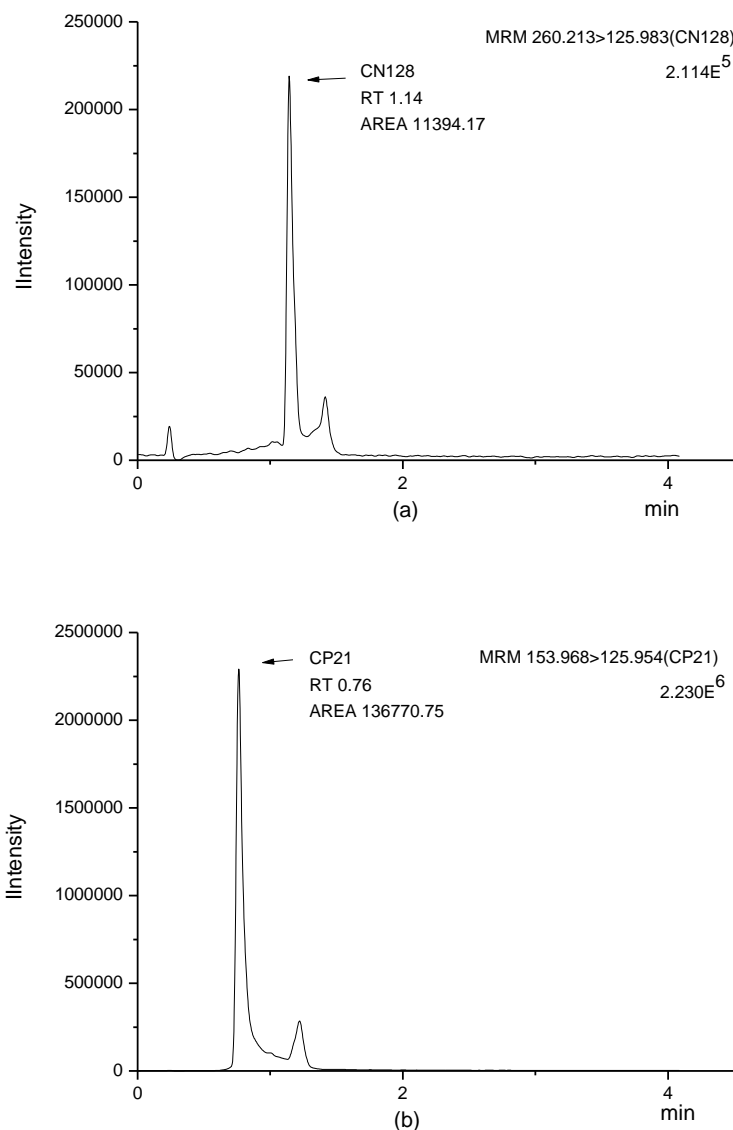 250000
MRM 260.213>125.983(CN128)
2.114E5
CN128
RT 1.14
AREA 11394.17
200000
150000
100000
50000
0
IIntensity
0
2
4
(a)
min
2500000
MRM 153.968>125.954(CP21)
2.230E6
CP21
RT 0.76
AREA 136770.75
2000000
1500000
1000000
500000
0
IIntensity
0
2
4
(b)
min